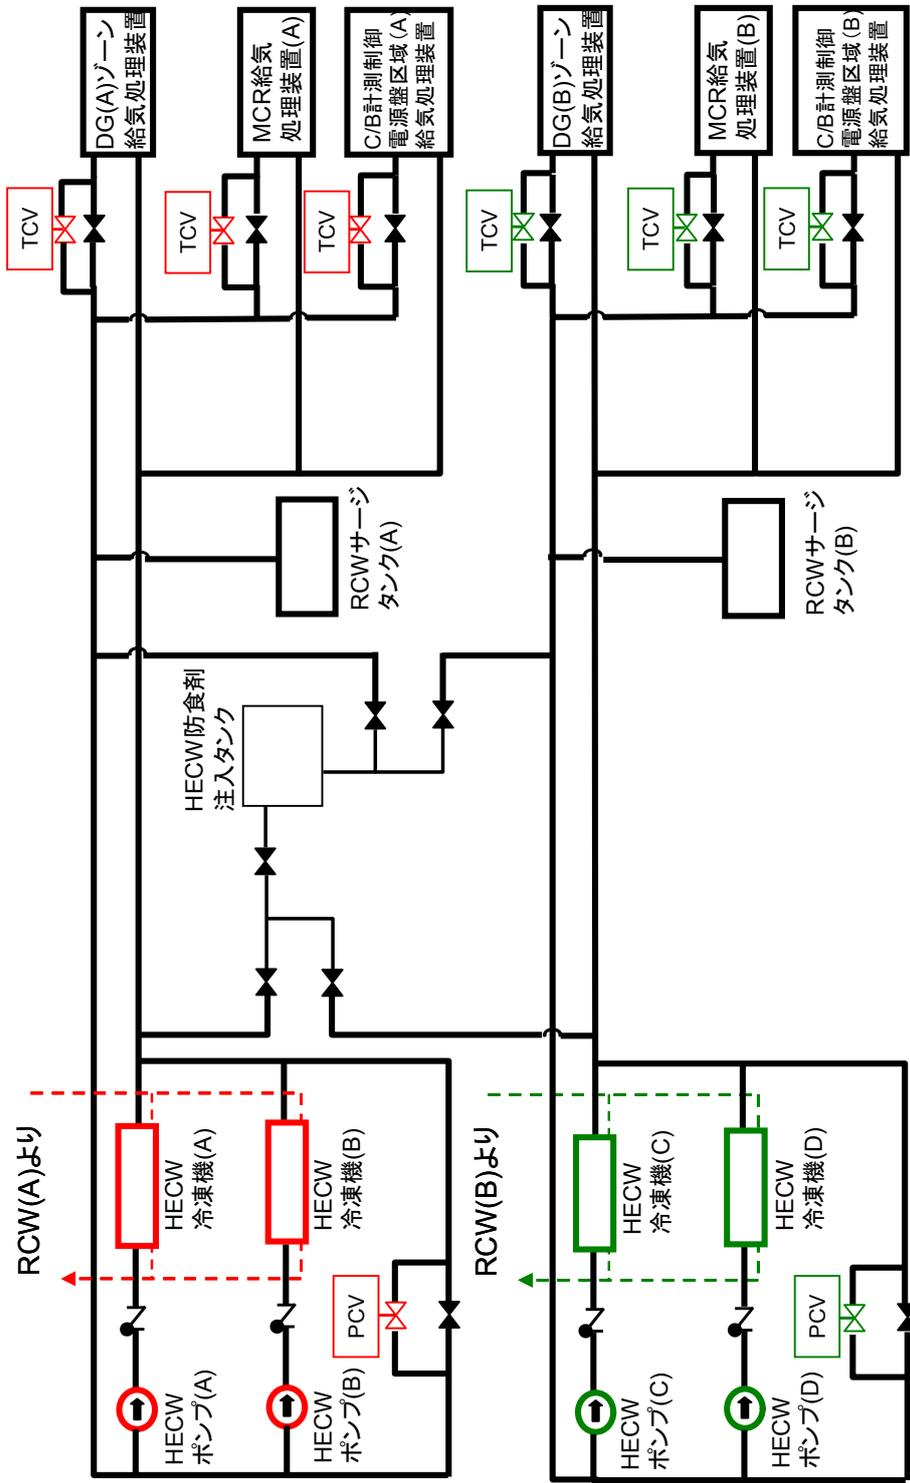 RCW(A)より
HECW
ポンプ(A)
HECW
冷凍機(A)
HECW
ポンプ(B)
HECW
冷凍機(B)
PCV
HECW防食剤
注入タンク
RCWサージ
タンク(A)
TCV
DG(A)ゾーン
給気処理装置
TCV
MCR給気
処理装置(A)
TCV
C/B計測制御
電源盤区域(A)
給気処理装置
RCW(B)より
HECW
ポンプ(C)
HECW
冷凍機(C)
HECW
ポンプ(D)
HECW
冷凍機(D)
PCV
RCWサージ
タンク(B)
TCV
DG(B)ゾーン
給気処理装置
TCV
MCR給気
処理装置(B)
TCV
C/B計測制御
電源盤区域(B)
給気処理装置